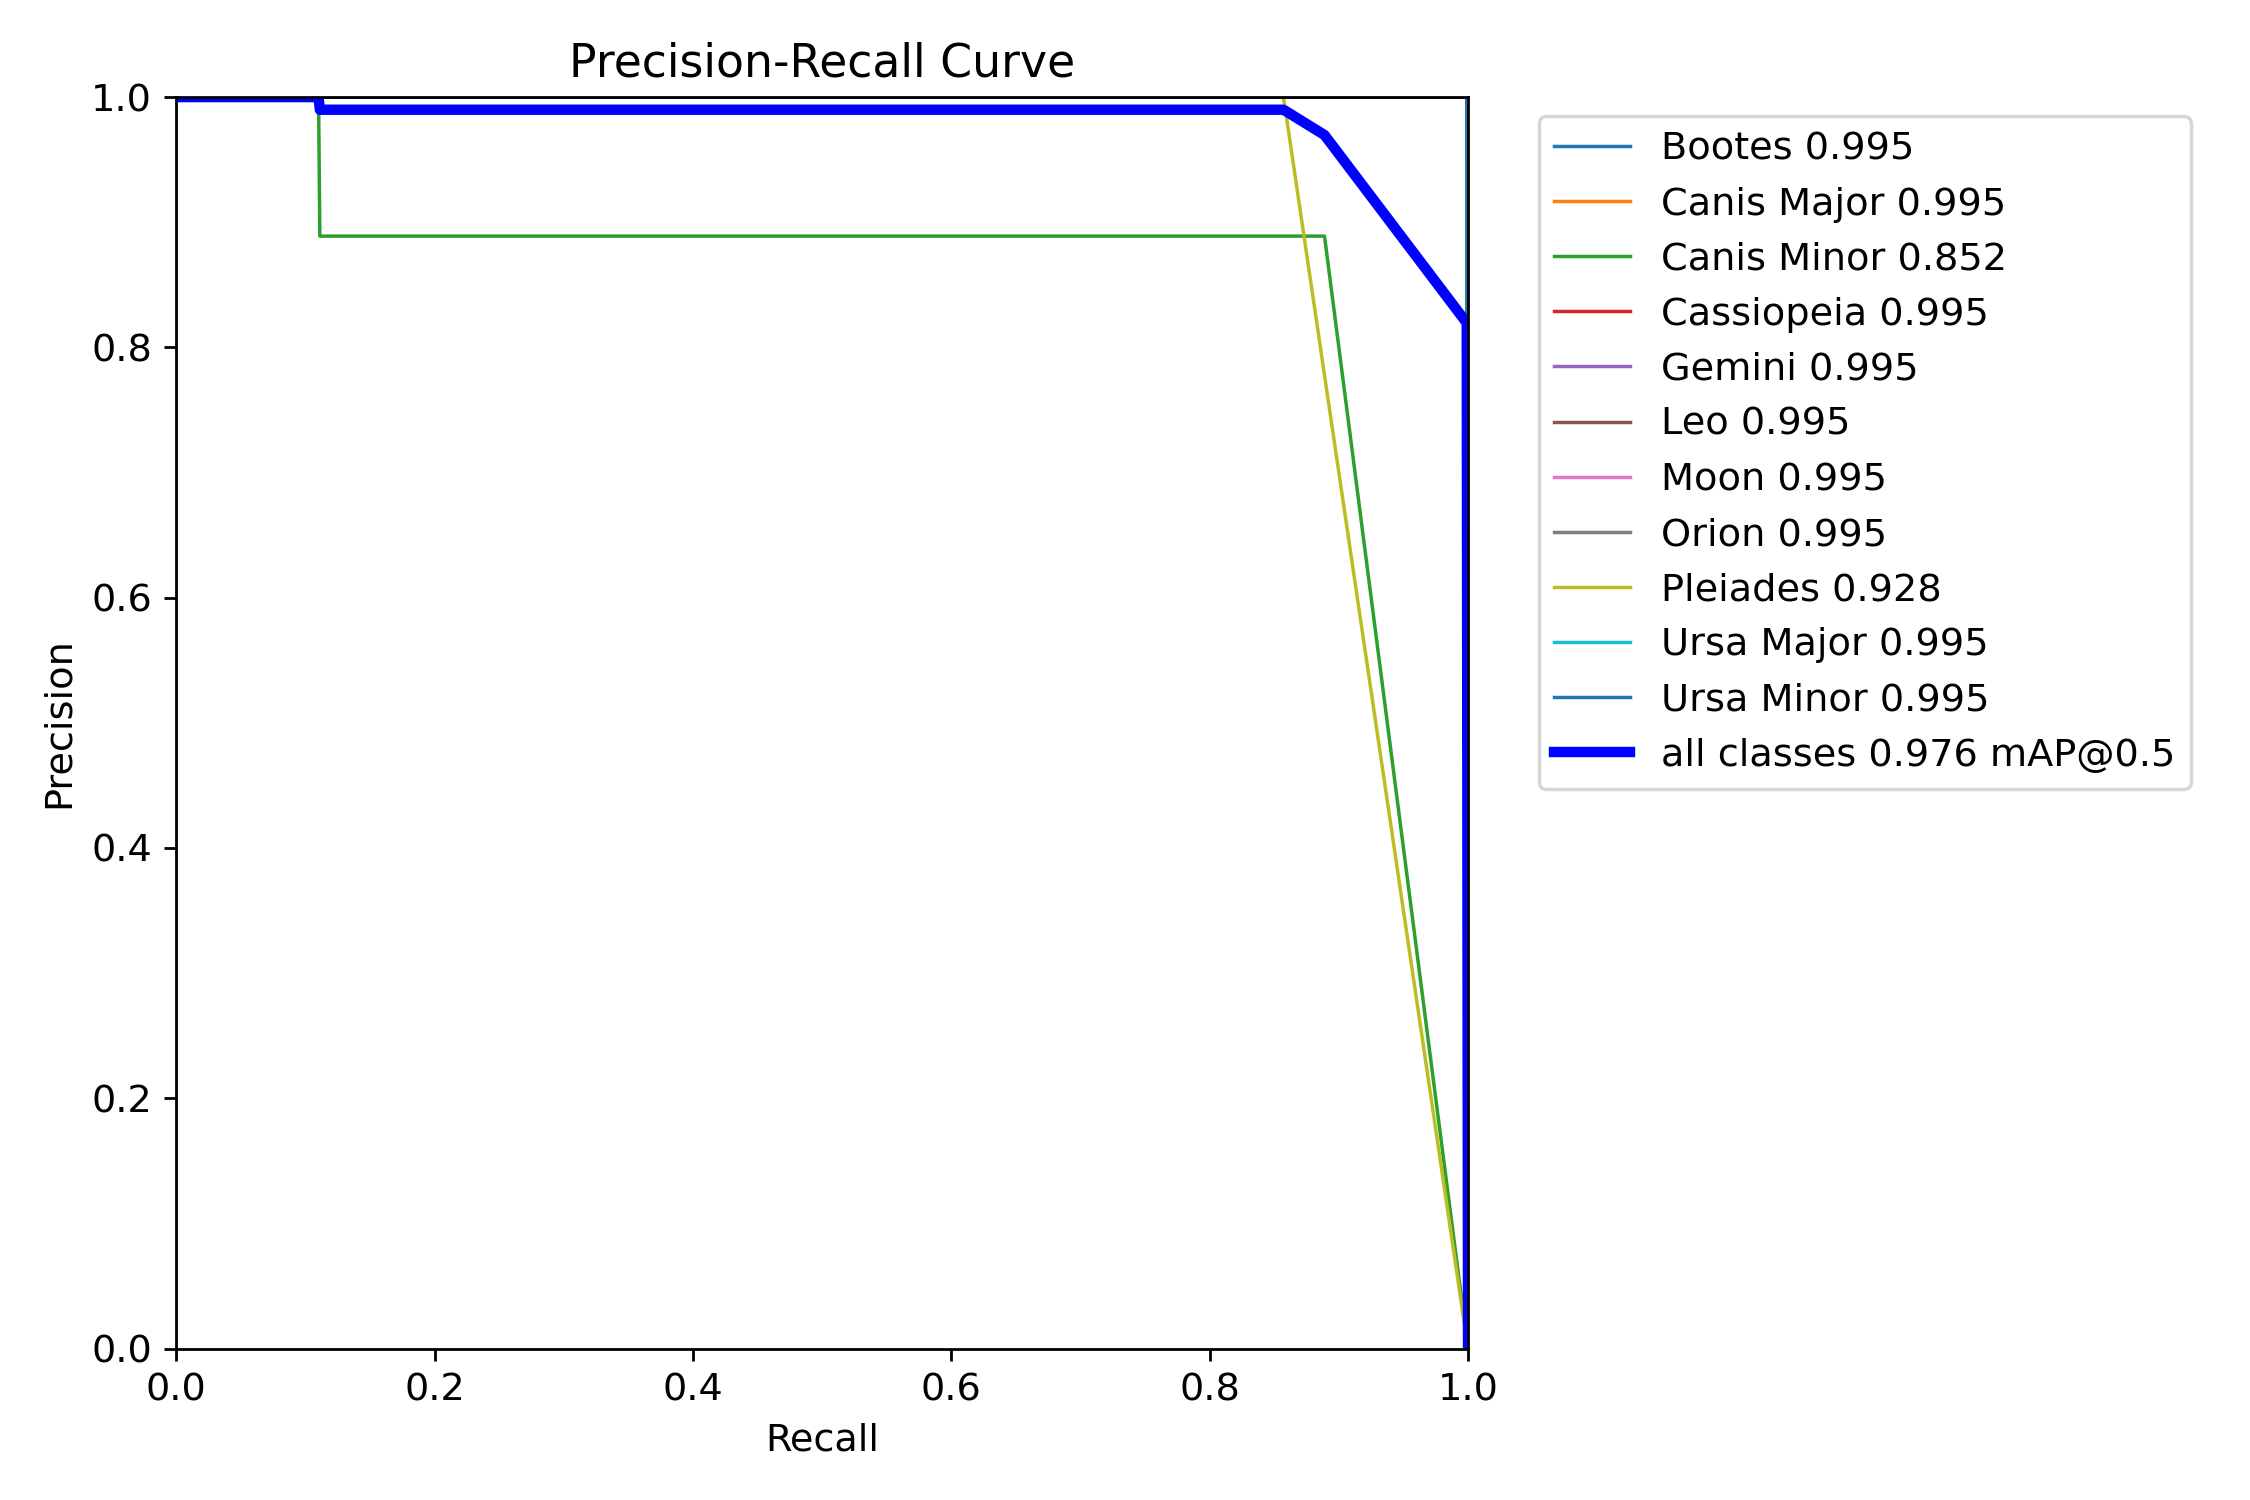 Precision-Recall Curve
1.0
0.8
0.6
0.4
0.2
0.0
Precision
0.0 0.2 0.4 0.6 0.8 1.0
Recall
Bootes 0.995
Canis Major 0.995
Canis Minor 0.852
Cassiopeia 0.995
Gemini 0.995
Leo 0.995
Moon 0.995
Orion 0.995
Pleiades 0.928
Ursa Major 0.995
Ursa Minor 0.995
all classes 0.976 mAP@0.5